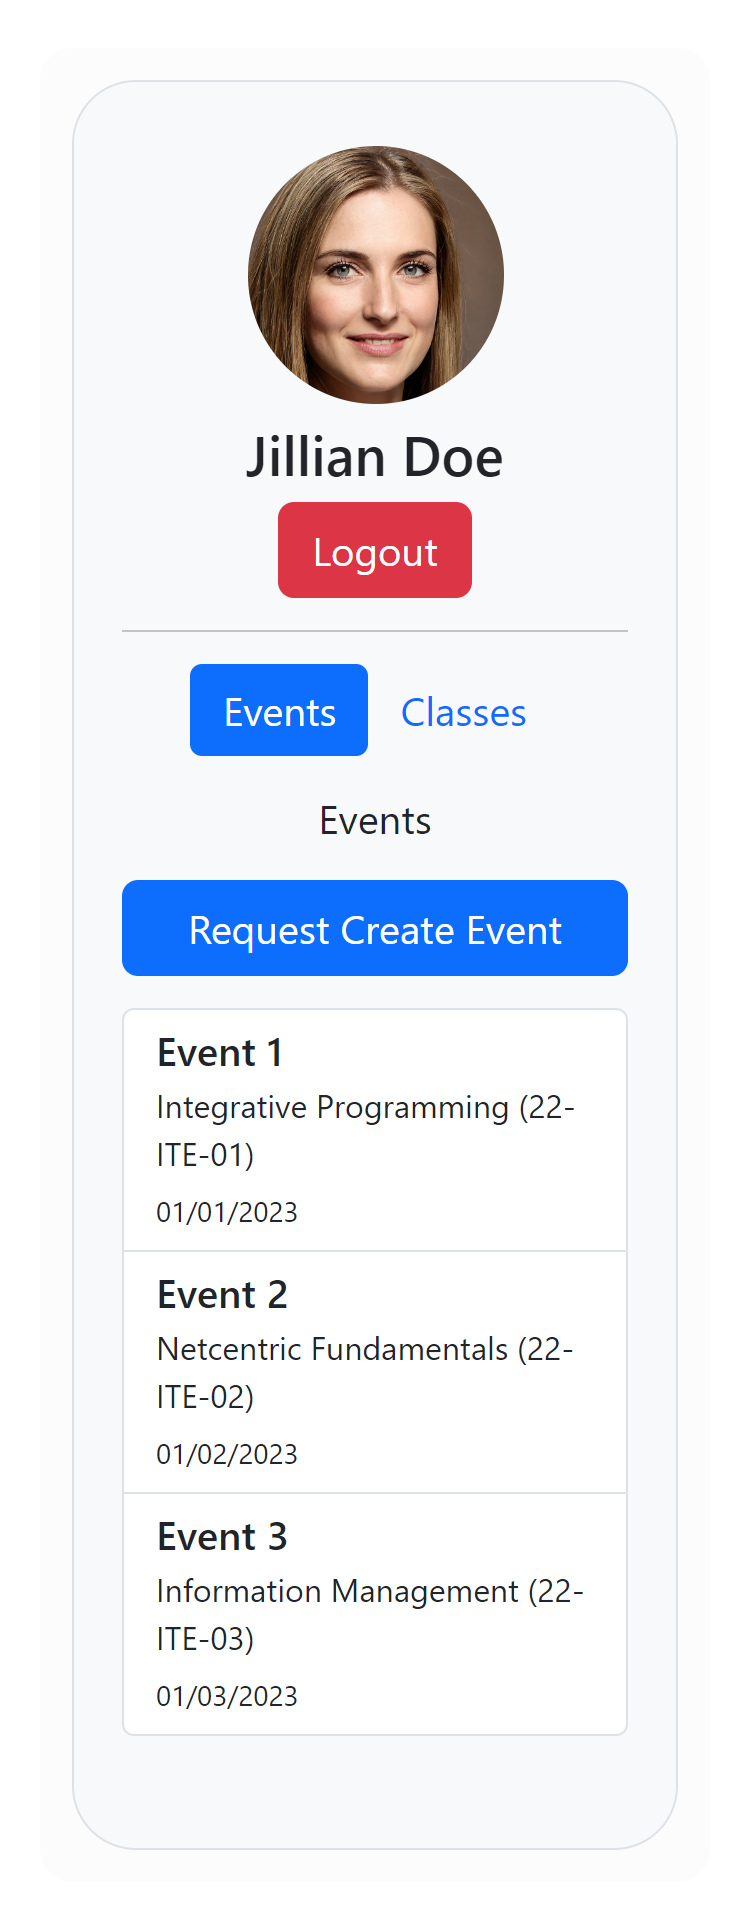 Jillian Doe
Logout
Events Classes
Events
Request Create Event
Event 1
Integrative Programming (22-
ITE-01)
01/01/2023
Event 2
Netcentric Fundamentals (22-
ITE-02)
01/02/2023
Event 3
Information Management (22-
ITE-03)
01/03/2023